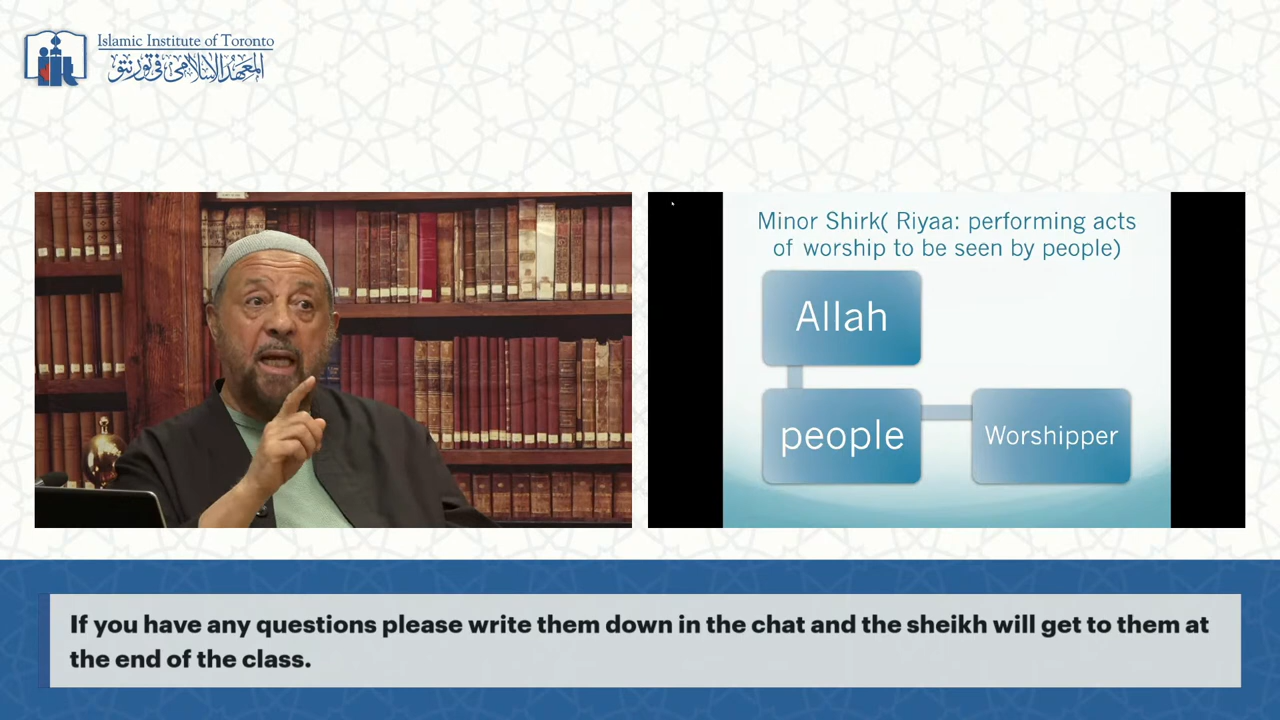 Islamic Institute of Toronto
المعهد الإسلامي في تورنتو
Minor Shirk( Riyaa: performing acts
of worship to be seen by people)
Allah
people
Worshipper
If you have any questions please write them down in the chat and the sheikh will get to them at
the end of the class.